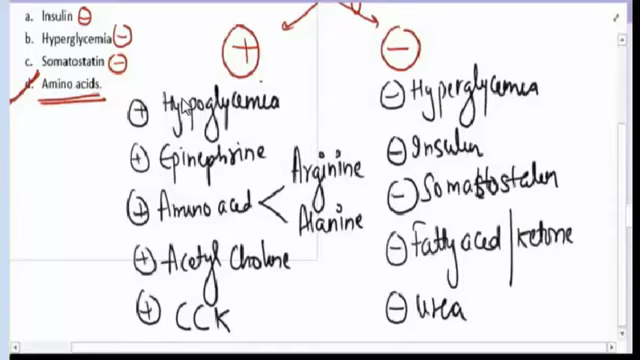 a. Insulin ⊖
b. Hyperglycemia (−)
c. Somatostatin ⊖
d. Amino acids.
⊕ ⊖
⊕ Hypoglycemia
⊕ Epinephrine
⊕ Amino acid < Arginine
Alanine
⊕ Acetyl Choline
⊕ CCK
⊖ Hyperglycemia
⊖ Insulin
⊖ Somatostatin
⊖ Fatty acid / ketone
⊖ Urea